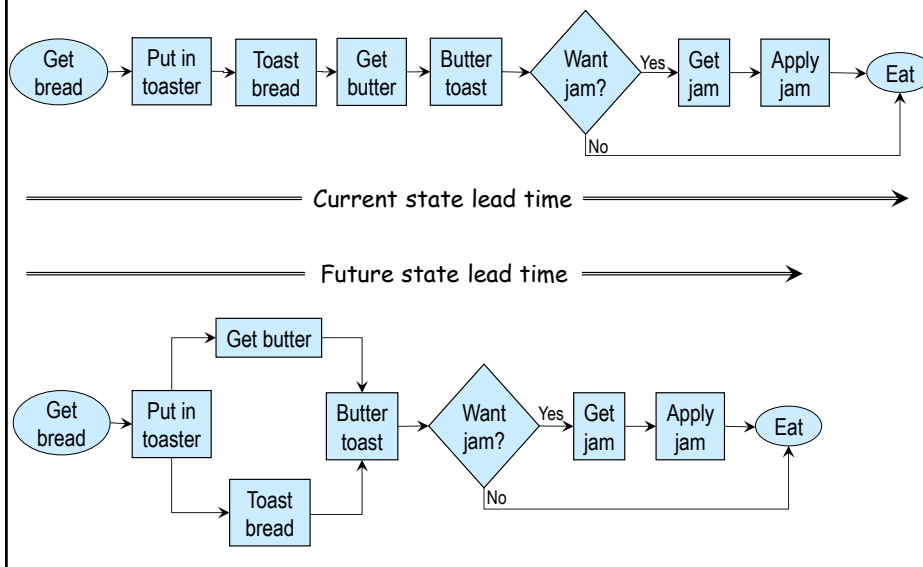 Get
bread
Put in
toaster
Toast
bread
Get
butter
Butter
toast
Want
jam?
Yes
Get
jam
Apply
jam
Eat
No
Current state lead time
Future state lead time
Get butter
Get
bread
Put in
toaster
Butter
toast
Want
jam?
Yes
Get
jam
Apply
jam
Eat
Toast
bread
No